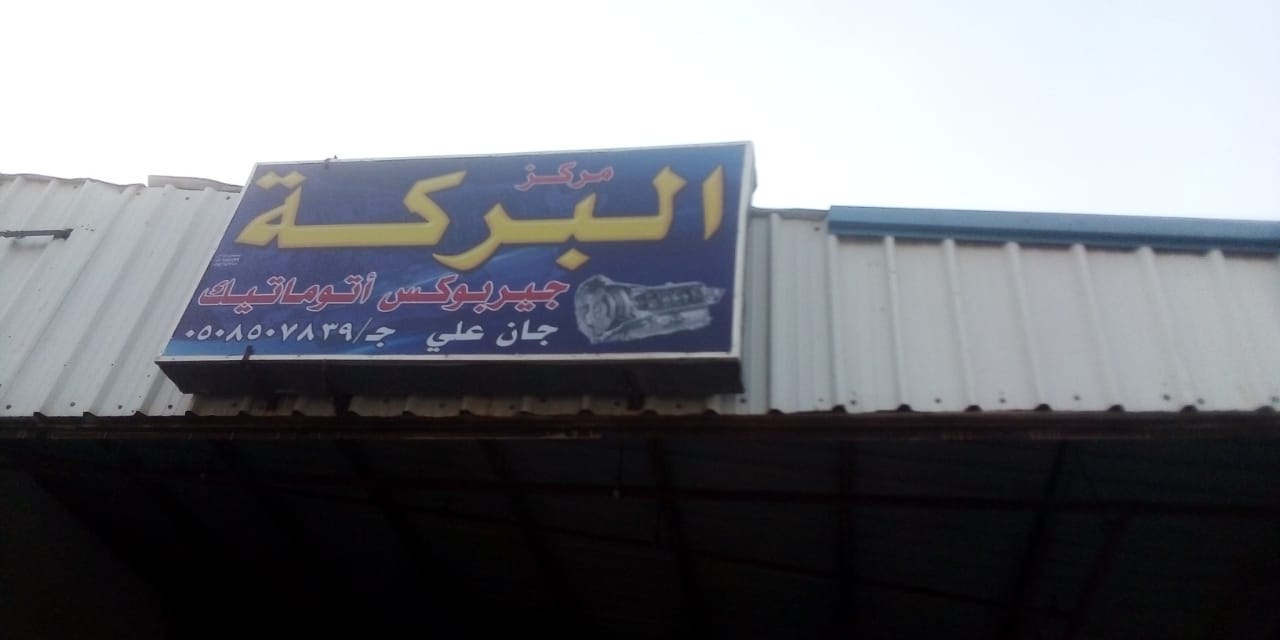 مركز
البركة
جيربوكس أتوماتيك
جان علي ج/٠٥٠٨٥٠٧٨٣٩